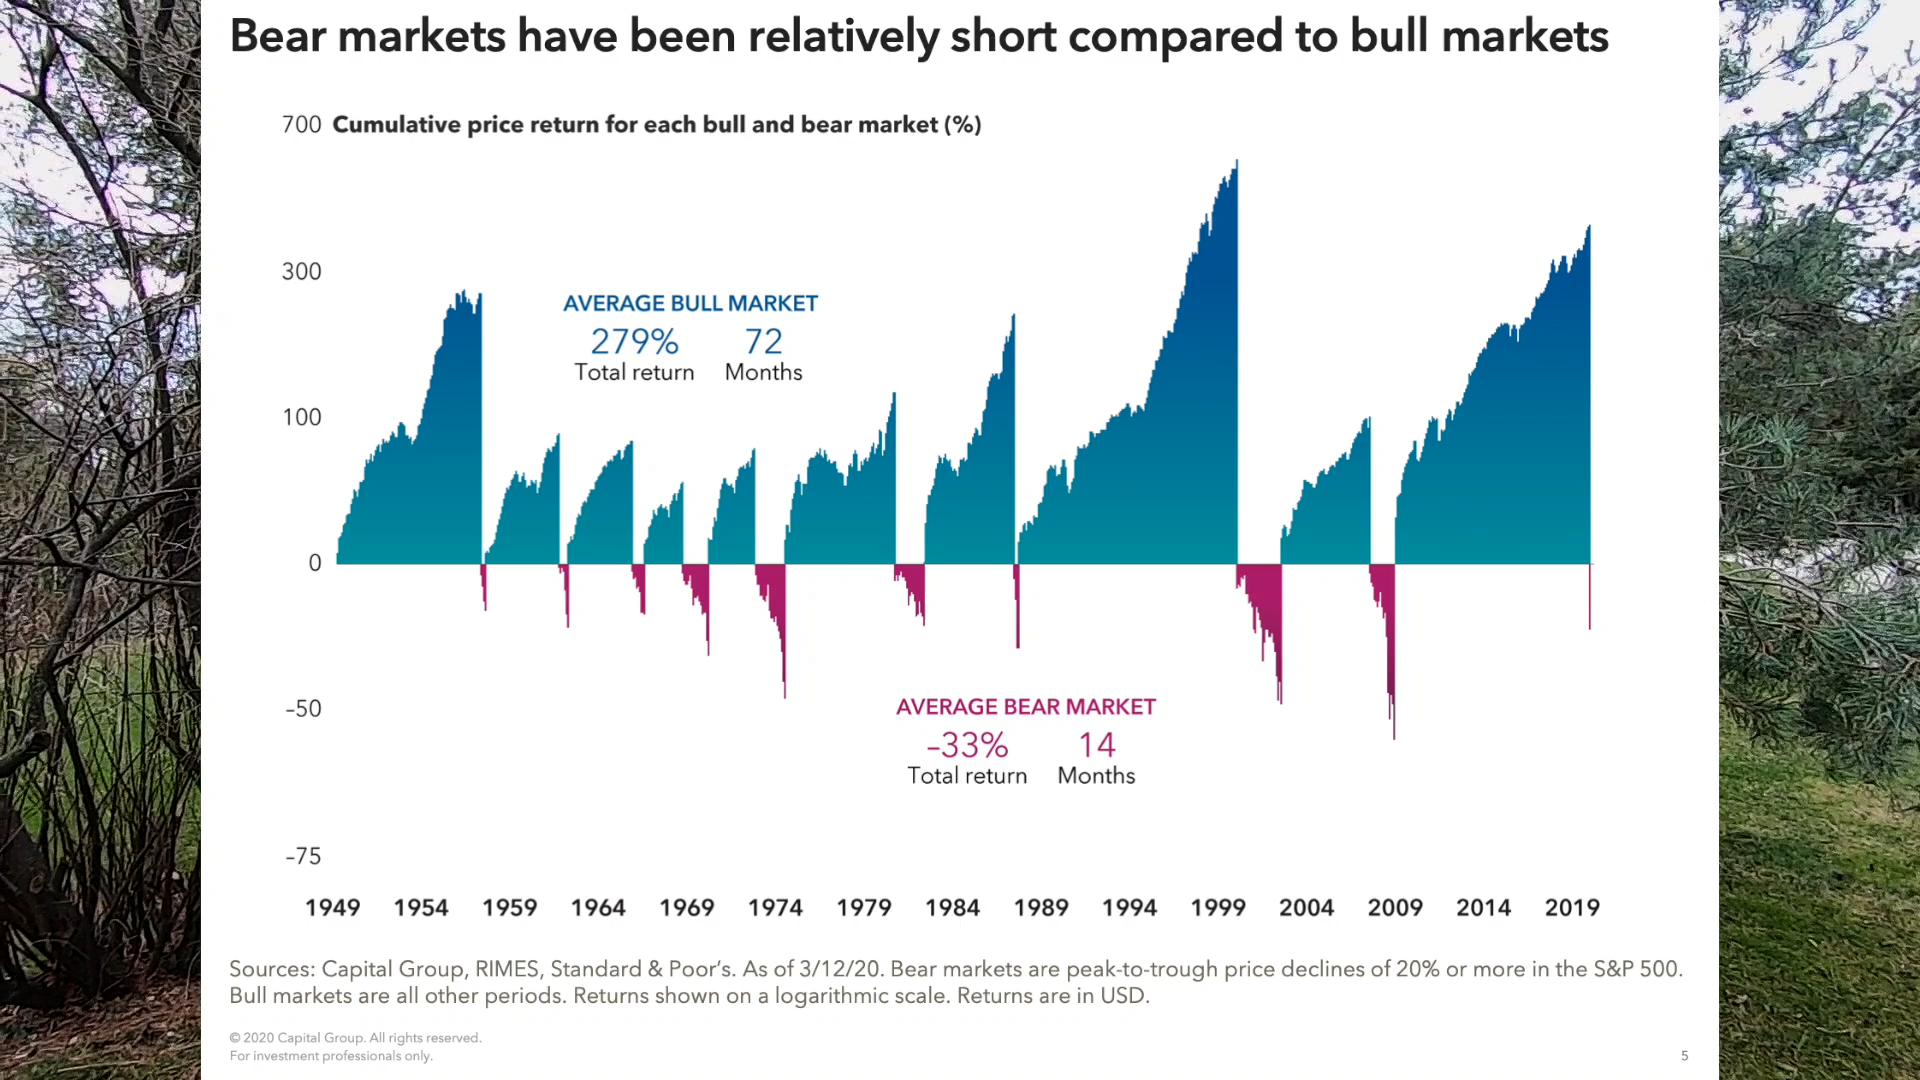 Bear markets have been relatively short compared to bull markets
700 Cumulative price return for each bull and bear market (%)
300
AVERAGE BULL MARKET
279% 72
Total return Months
100
0
–50
AVERAGE BEAR MARKET
–33% 14
Total return Months
–75
1949 1954 1959 1964 1969 1974 1979 1984 1989 1994 1999 2004 2009 2014 2019
Sources: Capital Group, RIMES, Standard & Poor's. As of 3/12/20. Bear markets are peak-to-trough price declines of 20% or more in the S&P 500.
Bull markets are all other periods. Returns shown on a logarithmic scale. Returns are in USD.
© 2020 Capital Group. All rights reserved.
For investment professionals only.
5